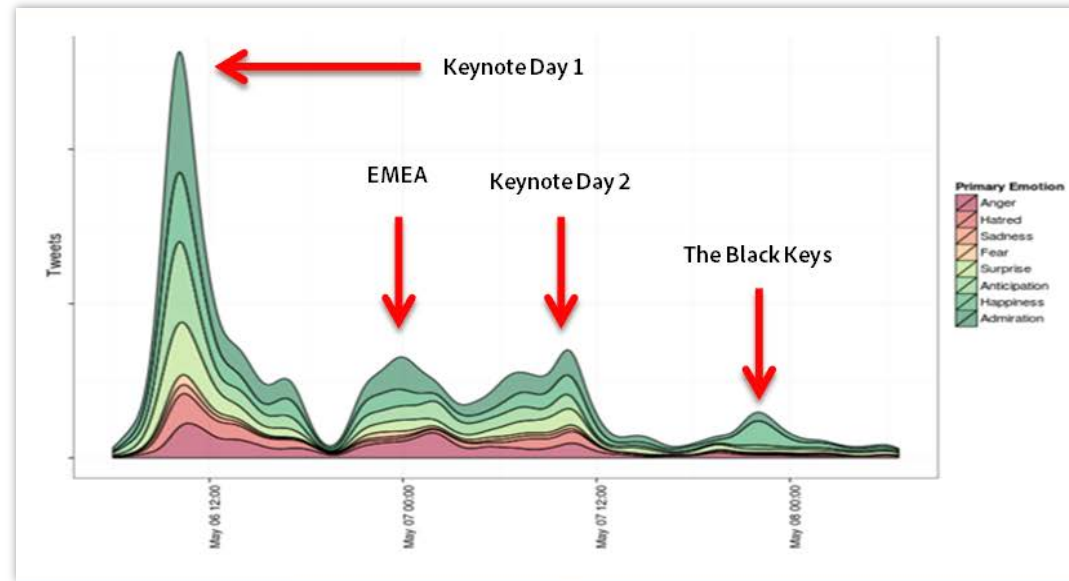 Keynote Day 1
EMEA
Keynote Day 2
The Black Keys
Tweets
Primary Emotion
Anger
Hatred
Sadness
Fear
Surprise
Anticipation
Happiness
Admiration
May 06 12:00
May 07 00:00
May 07 12:00
May 08 00:00